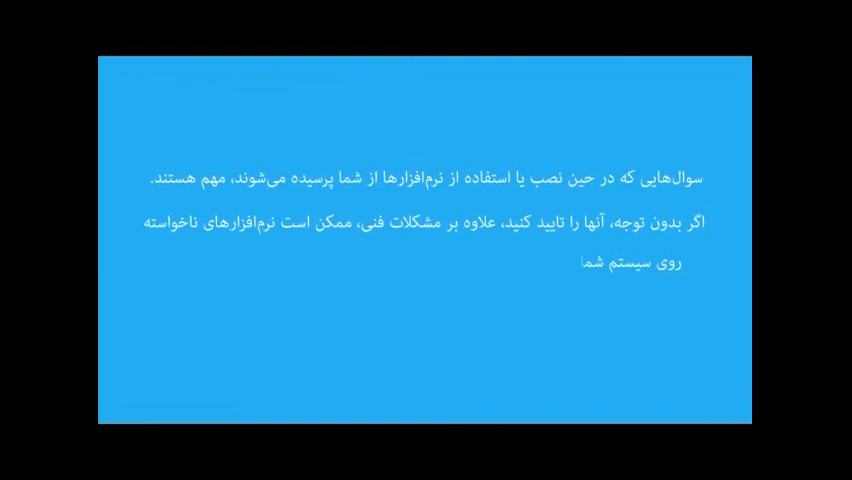 سوال‌هایی که در حین نصب یا استفاده از نرم‌افزارها از شما پرسیده می‌شوند، مهم هستند.
اگر بدون توجه، آنها را تایید کنید، علاوه بر مشکلات فنی، ممکن است نرم‌افزارهای ناخواسته
روی سیستم شما